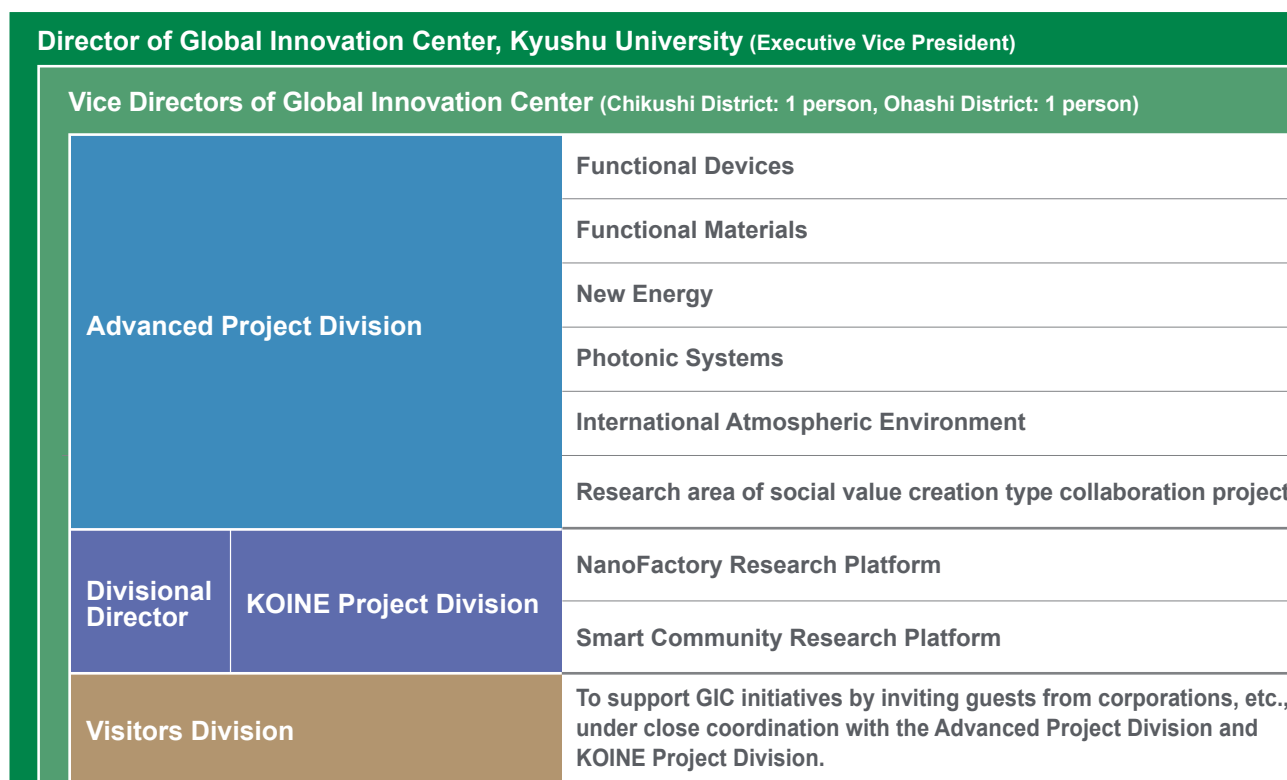 Director of Global Innovation Center, Kyushu University (Executive Vice President)
Vice Directors of Global Innovation Center (Chikushi District: 1 person, Ohashi District: 1 person)
Advanced Project Division
Functional Devices
Functional Materials
New Energy
Photonic Systems
International Atmospheric Environment
Research area of social value creation type collaboration project
Divisional
Director
KOINE Project Division
NanoFactory Research Platform
Smart Community Research Platform
Visitors Division
To support GIC initiatives by inviting guests from corporations, etc.,
under close coordination with the Advanced Project Division and
KOINE Project Division.